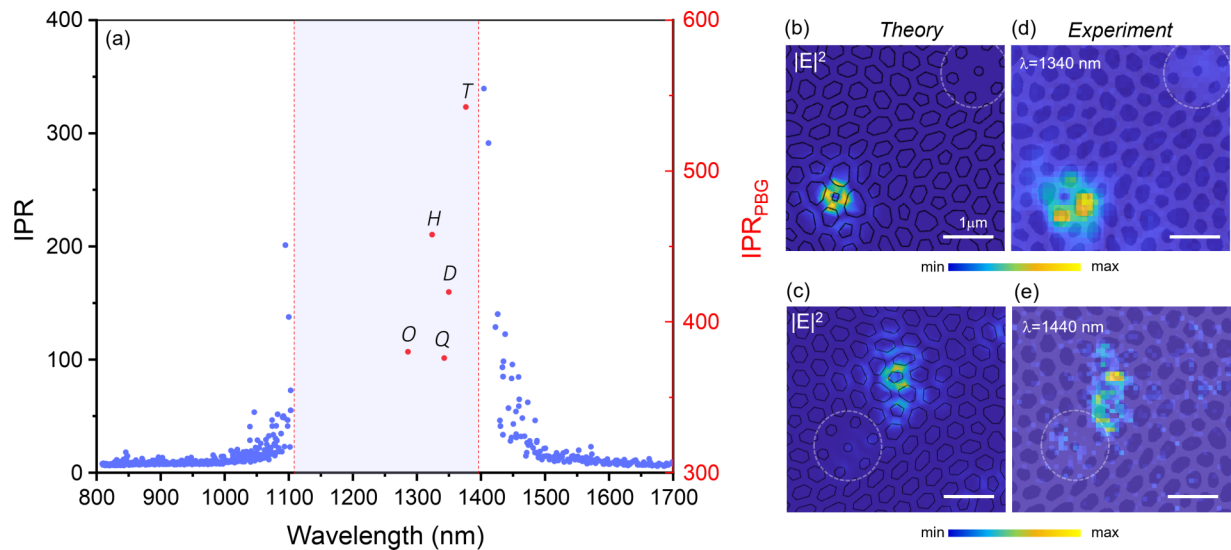 (a)
400
300
200
100
0
IPR
800 900 1000 1100 1200 1300 1400 1500 1600 1700
Wavelength (nm)
600
500
400
300
IPR_PBG
T
H
D
O
Q
(b) Theory
|E|²
1μm
(d) Experiment
λ=1340 nm
min max
(c)
|E|²
(e)
λ=1440 nm
min max